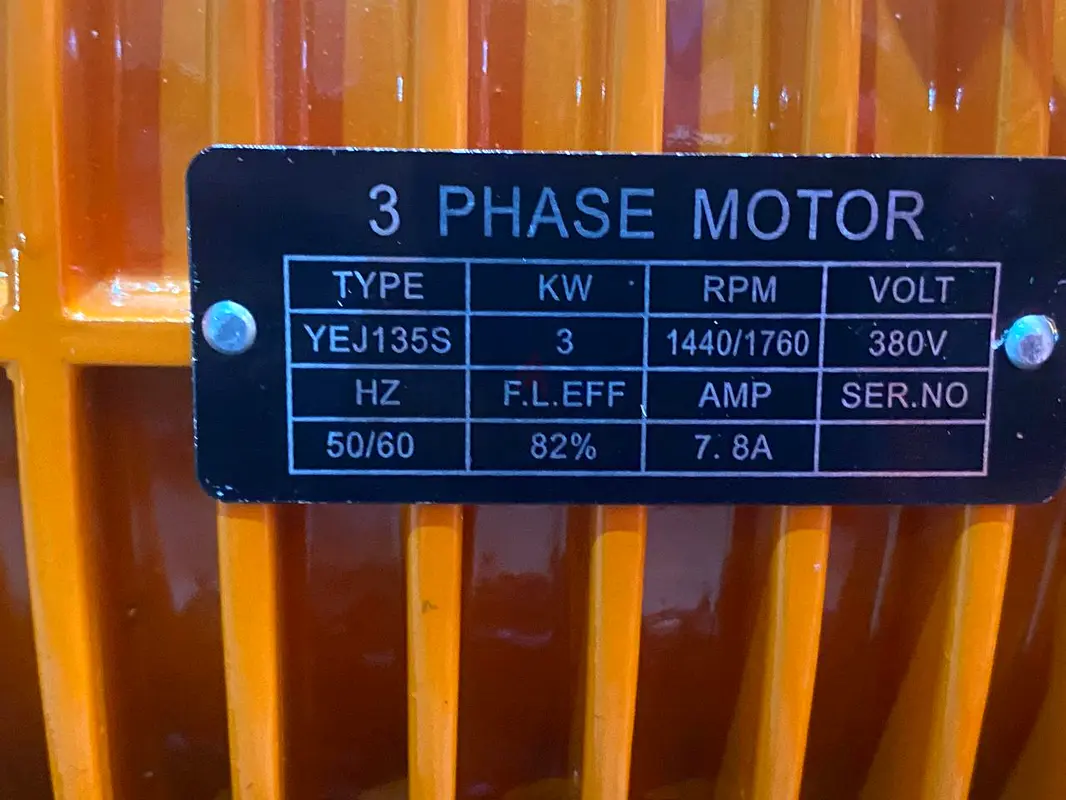 3 PHASE MOTOR
TYPE KW RPM VOLT
YEJ135S 3 1440/1760 380V
HZ F.L.EFF AMP SER.NO
50/60 82% 7.8A